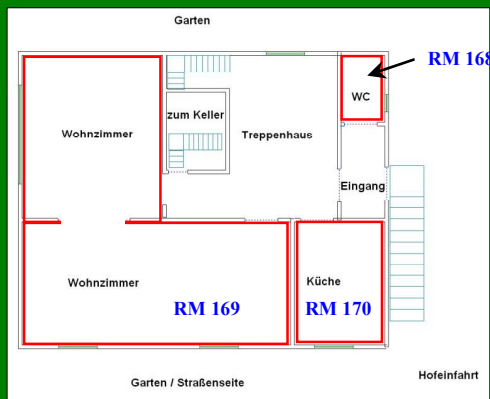 Garten
RM 168
WC
zum Keller
Wohnzimmer
Treppenhaus
Eingang
Wohnzimmer
Küche
RM 169
RM 170
Hofeinfahrt
Garten / Straßenseite